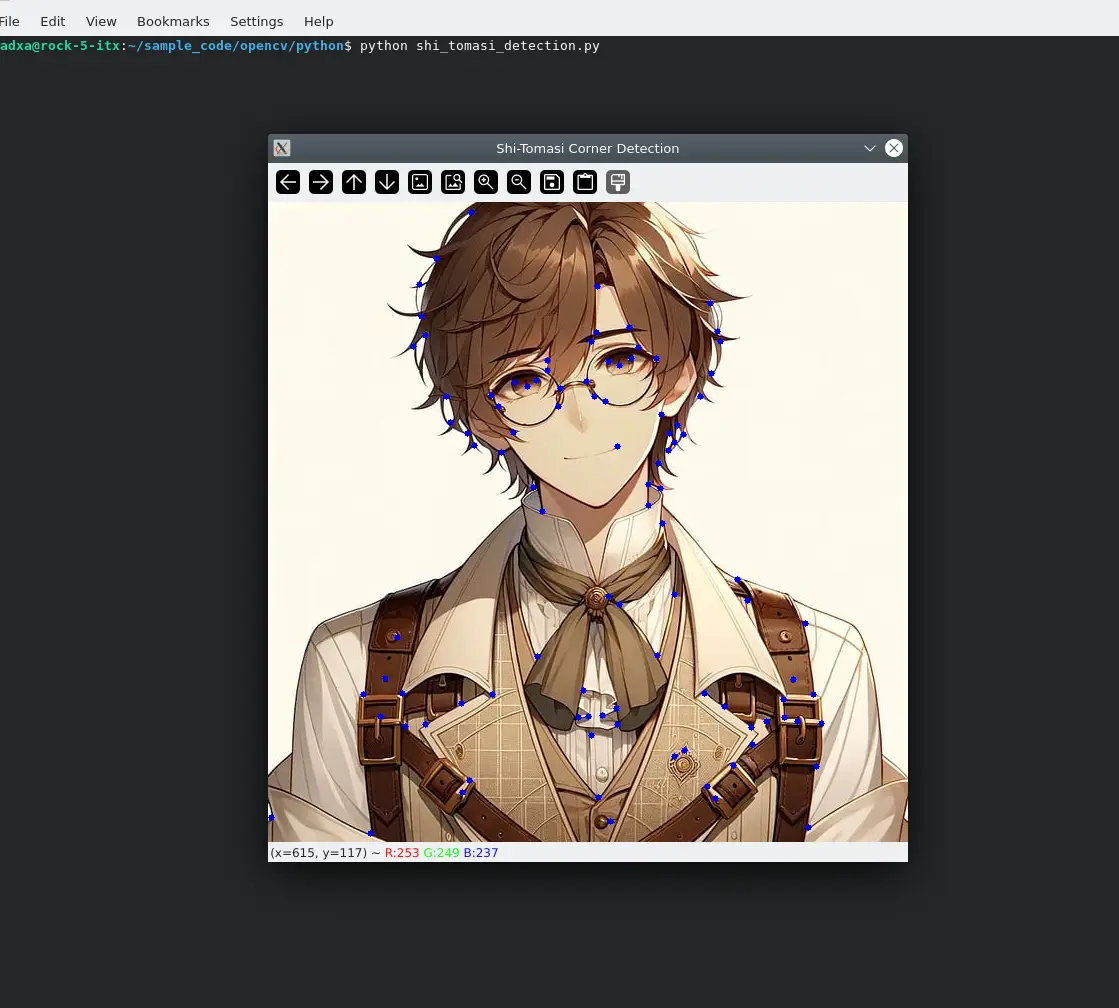 File Edit View Bookmarks Settings Help
adxa@rock-5-itx:~/sample_code/opencv/python$ python shi_tomasi_detection.py
Shi-Tomasi Corner Detection
(x=615, y=117) ~ R:253 G:249 B:237